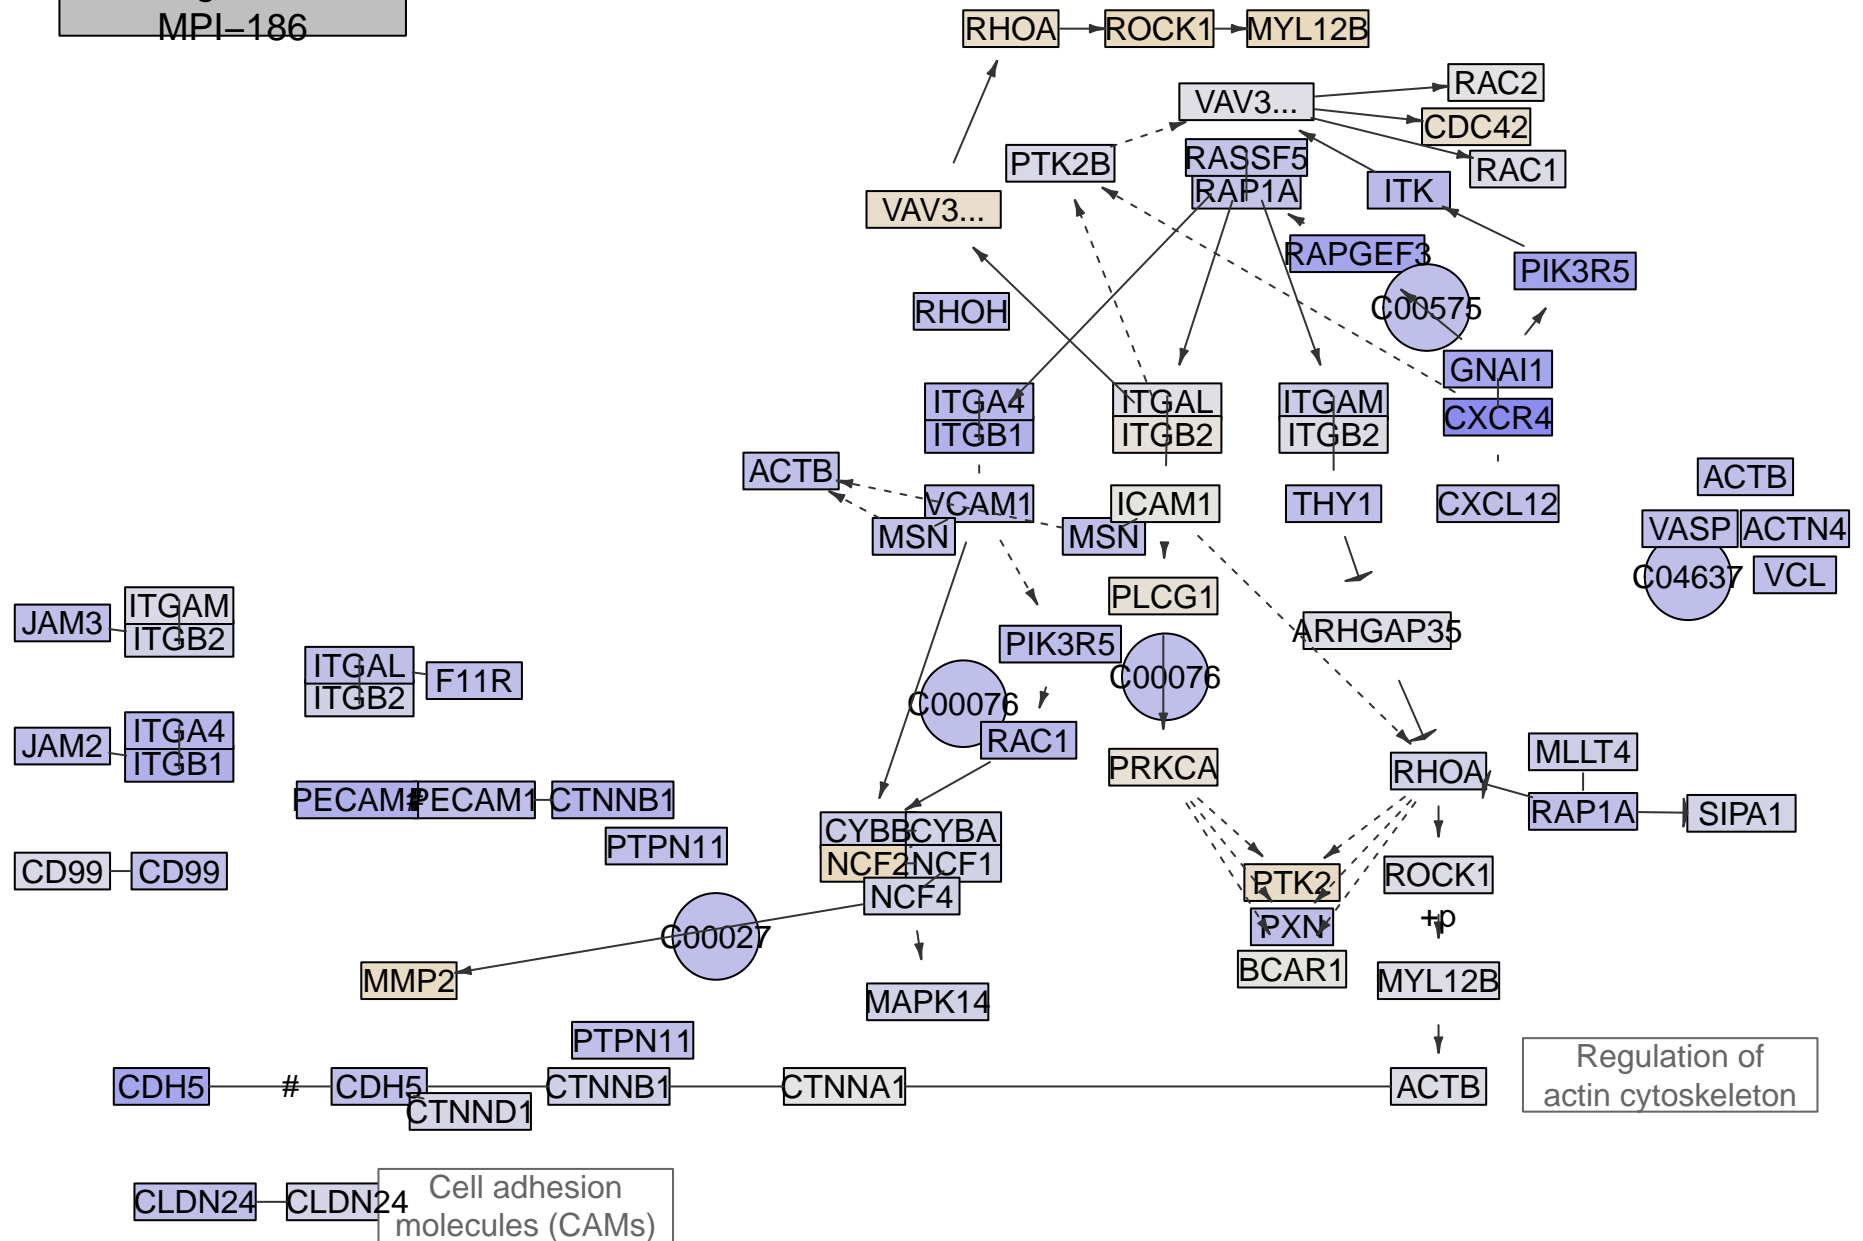 MPI−186
RHOA
ROCK1
MYL12B
VAV3...
RAC2
CDC42
RAC1
PTK2B
RASSF5
RAP1A
ITK
VAV3...
RAPGEF3
PIK3R5
C00575
RHOH
GNAI1
CXCR4
ITGA4
ITGB1
ITGAL
ITGB2
ITGAM
ITGB2
ACTB
VCAM1
MSN
ICAM1
MSN
THY1
CXCL12
ACTB
VASP
ACTN4
C04637
VCL
PLCG1
ARHGAP35
JAM3
ITGAM
ITGB2
ITGAL
ITGB2
F11R
PIK3R5
C00076
C00076
RAC1
JAM2
ITGA4
ITGB1
PRKCA
RHOA
MLLT4
RAP1A
SIPA1
PECAM1
#
PECAM1
CTNNB1
PTPN11
CYBB
CYBA
NCF2
NCF1
NCF4
CD99
CD99
PTK2
PXN
BCAR1
ROCK1
+p
C00027
MMP2
MAPK14
MYL12B
PTPN11
CDH5
#
CDH5
CTNND1
CTNNB1
CTNNA1
ACTB
Regulation of
actin cytoskeleton
CLDN24
CLDN24
Cell adhesion
molecules (CAMs)